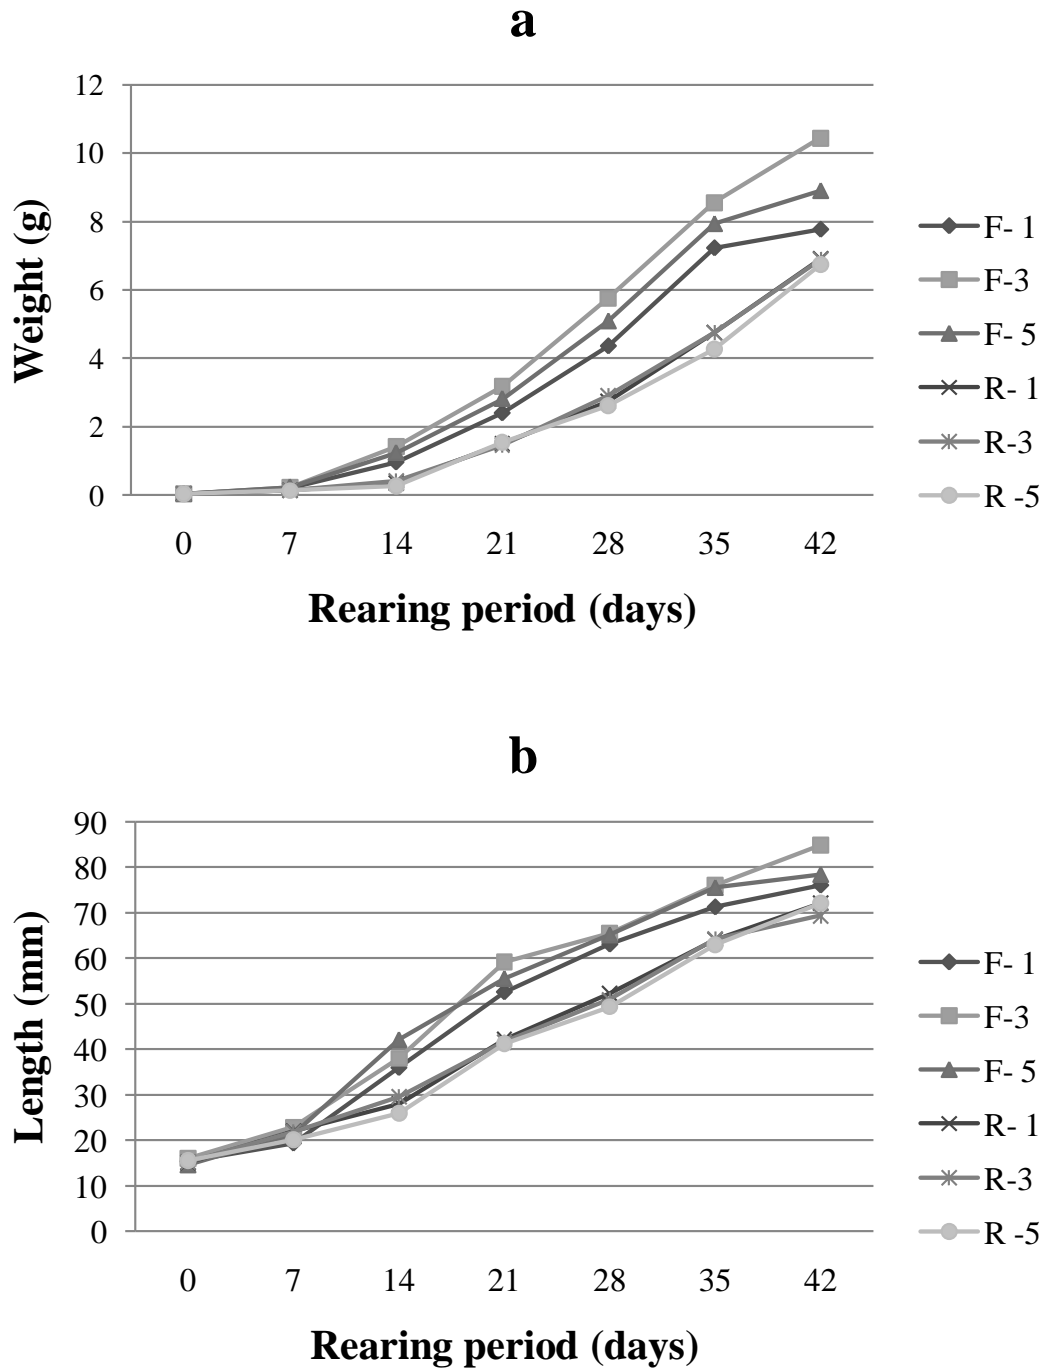 a
12
10
8
6
4
2
0
Weight (g)
0 7 14 21 28 35 42
Rearing period (days)
F- 1
F-3
F- 5
R- 1
R-3
R -5
b
90
80
70
60
50
40
30
20
10
0
Length (mm)
0 7 14 21 28 35 42
Rearing period (days)
F- 1
F-3
F- 5
R- 1
R-3
R -5